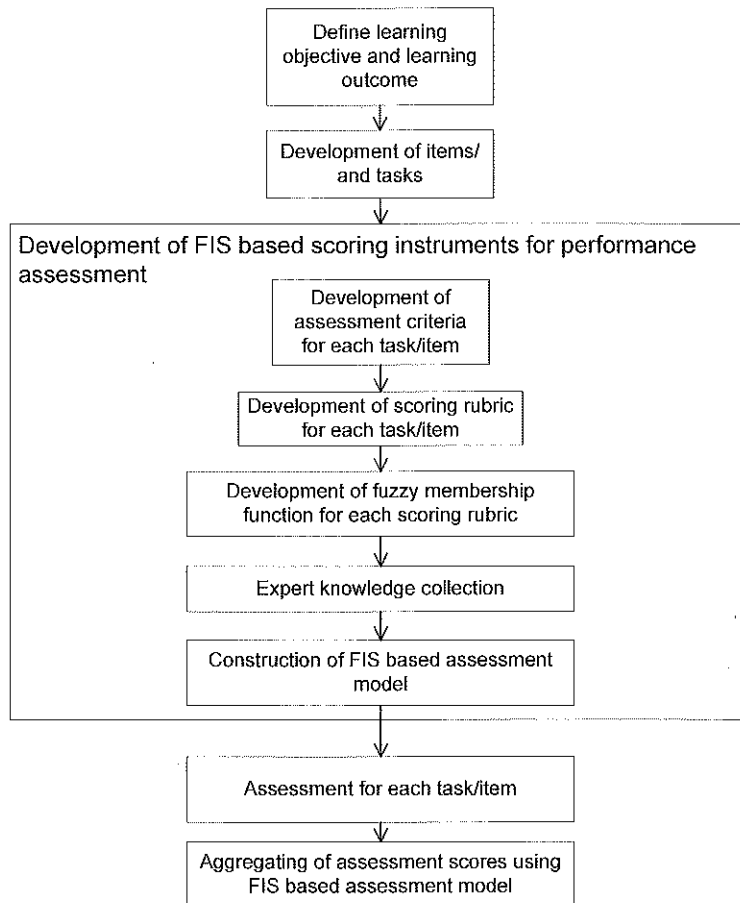 Define learning
objective and learning
outcome
Development of items/
and tasks
Development of FIS based scoring instruments for performance
assessment
Development of
assessment criteria
for each task/item
Development of scoring rubric
for each task/item
Development of fuzzy membership
function for each scoring rubric
Expert knowledge collection
Construction of FIS based assessment
model
Assessment for each task/item
Aggregating of assessment scores using
FIS based assessment model